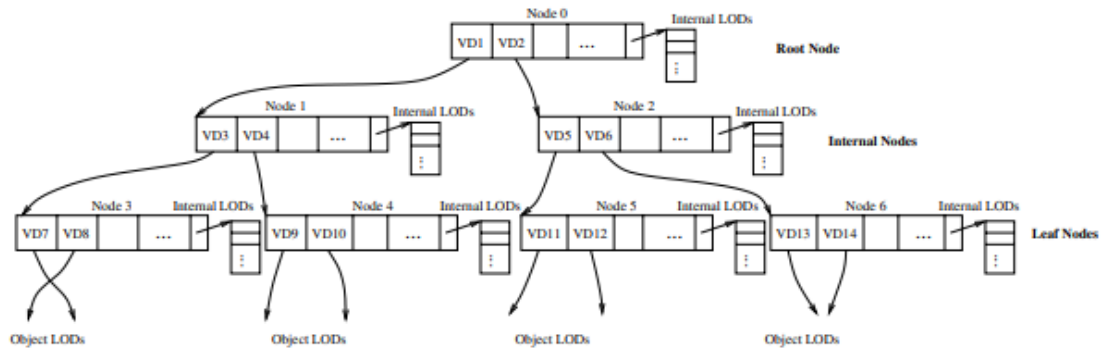 Node 0
Internal LODs
VD1 VD2 ...
Root Node
Node 1
Internal LODs
Node 2
Internal LODs
VD3 VD4 ...
VD5 VD6 ...
Internal Nodes
Node 3
Internal LODs
Node 4
Internal LODs
Node 5
Internal LODs
Node 6
Internal LODs
VD7 VD8 ...
VD9 VD10 ...
VD11 VD12 ...
VD13 VD14 ...
Leaf Nodes
Object LODs
Object LODs
Object LODs
Object LODs